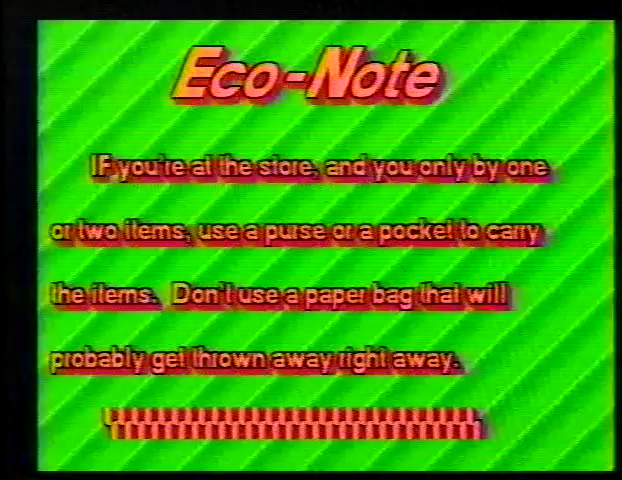 Eco-Note
IF you're at the store, and you only by one
or two items, use a purse or a pocket to carry
the items. Don't use a paper bag that will
probably get thrown away right away.